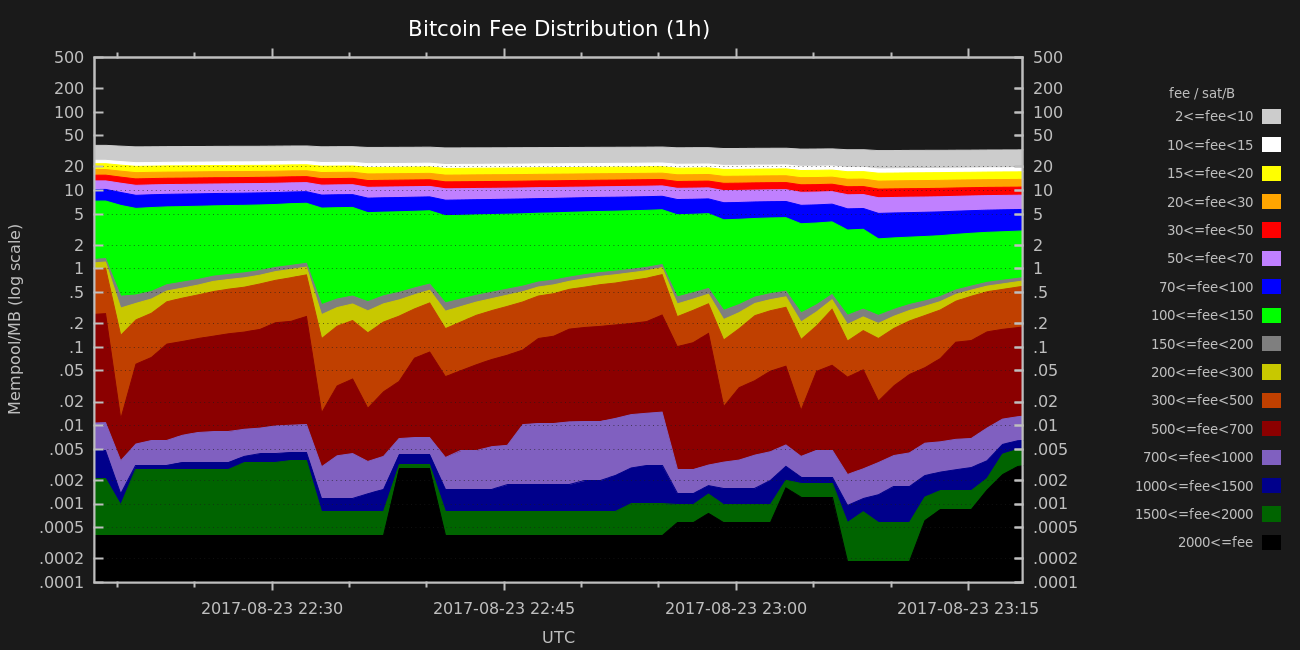 Bitcoin Fee Distribution (1h)
Mempool/MB (log scale)
500
200
100
50
20
10
5
2
1
.5
.2
.1
.05
.02
.01
.005
.002
.001
.0005
.0002
.0001
500
200
100
50
20
10
5
2
1
.5
.2
.1
.05
.02
.01
.005
.002
.001
.0005
.0002
.0001
2017-08-23 22:30 2017-08-23 22:45 2017-08-23 23:00 2017-08-23 23:15
UTC
fee / sat/B
2<=fee<10
10<=fee<15
15<=fee<20
20<=fee<30
30<=fee<50
50<=fee<70
70<=fee<100
100<=fee<150
150<=fee<200
200<=fee<300
300<=fee<500
500<=fee<700
700<=fee<1000
1000<=fee<1500
1500<=fee<2000
2000<=fee